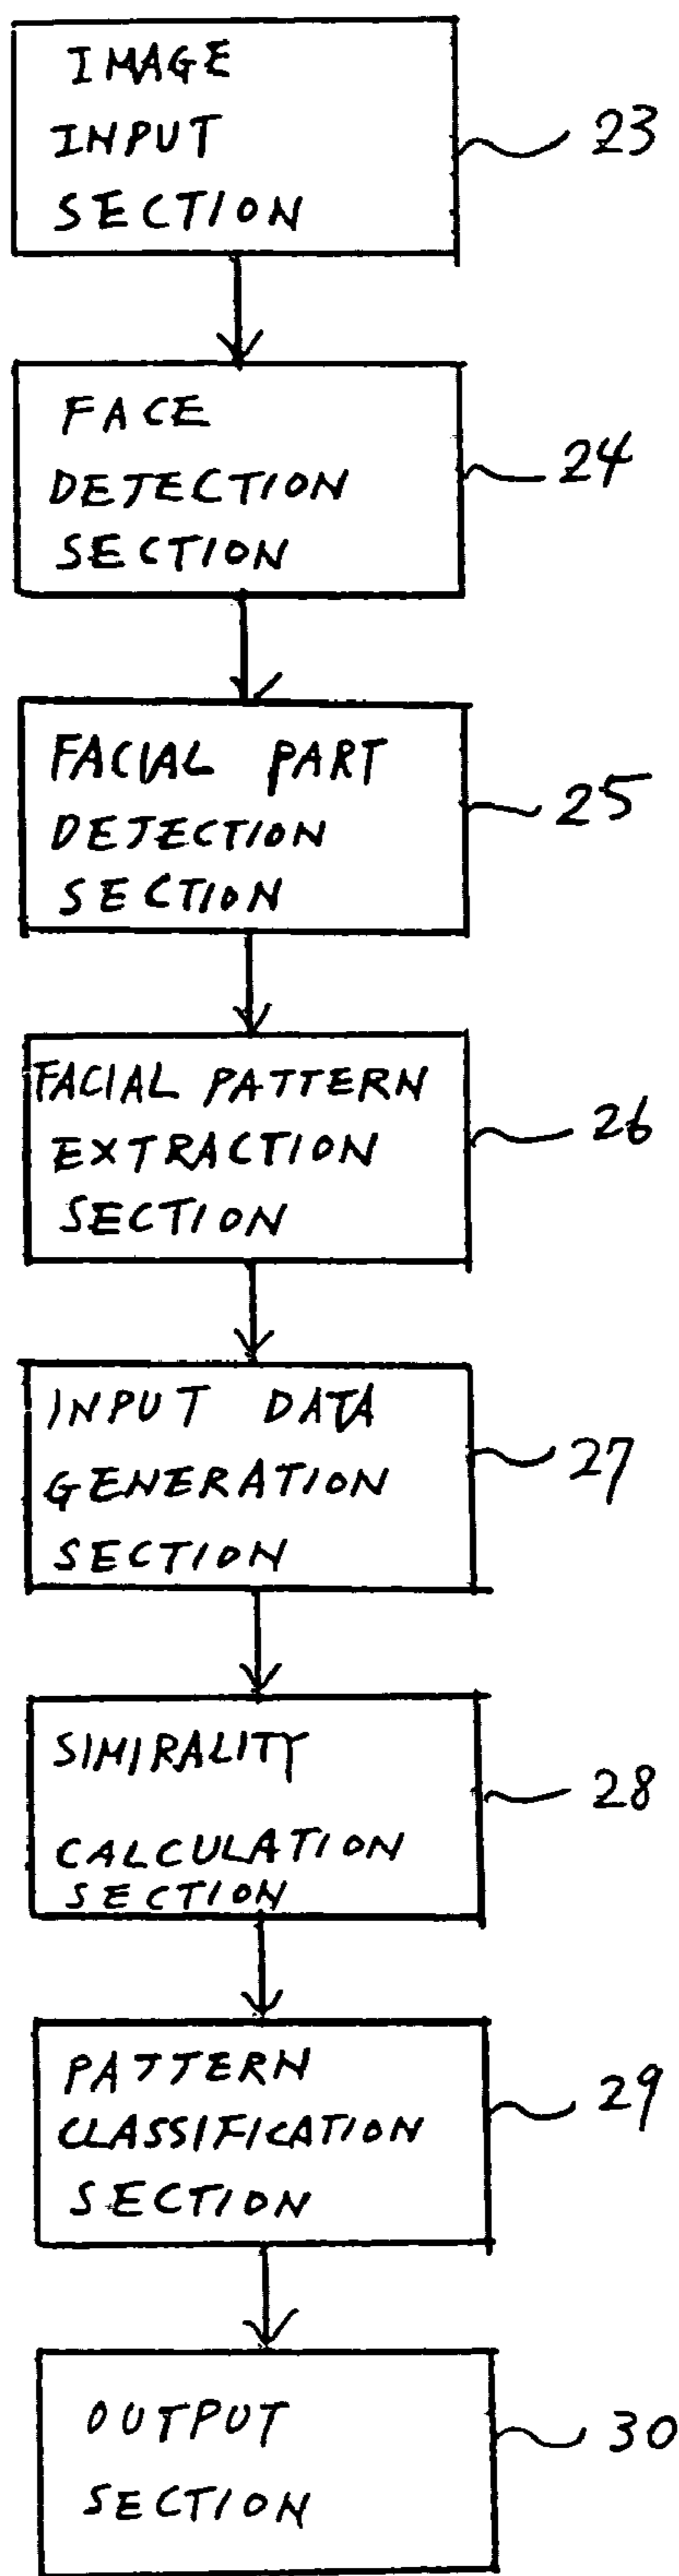 IMAGE
INPUT
SECTION
23
FACE
DETECTION
SECTION
24
FACIAL PART
DETECTION
SECTION
25
FACIAL PATTERN
EXTRACTION
SECTION
26
INPUT DATA
GENERATION
SECTION
27
SIMIRALITY
CALCULATION
SECTION
28
PATTERN
CLASSIFICATION
SECTION
29
OUTPUT
SECTION
30